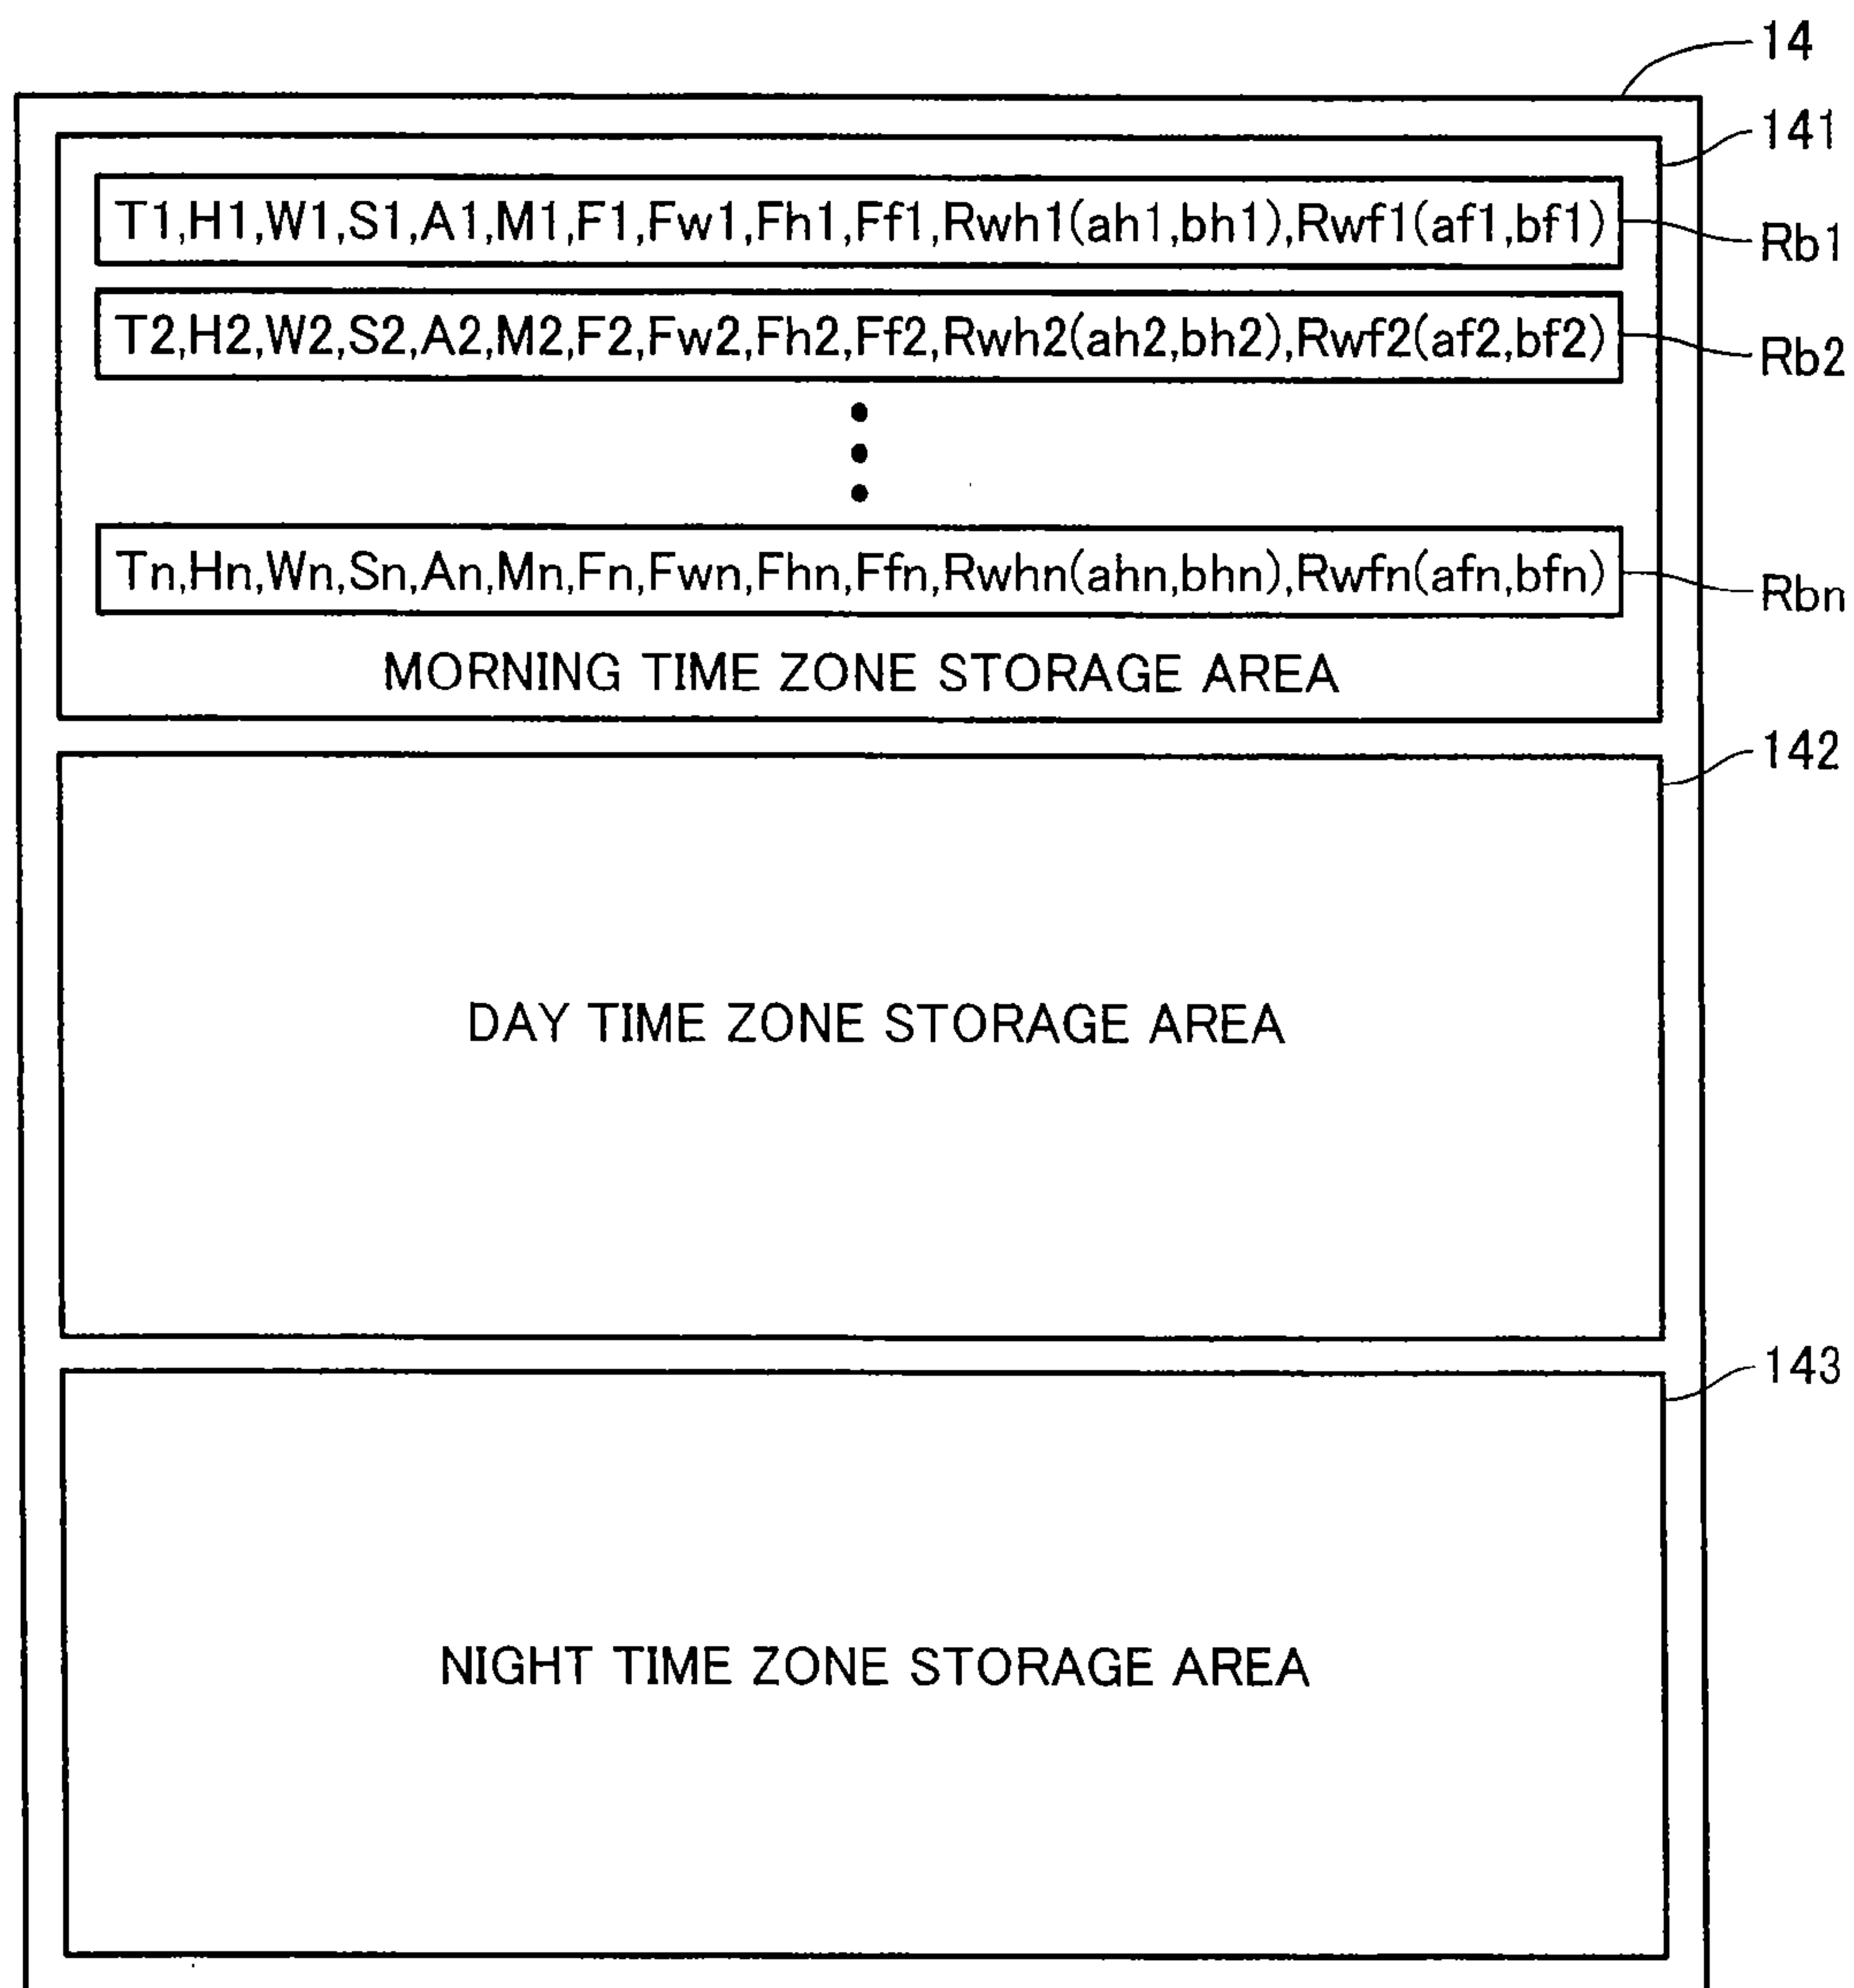 14
141
T1,H1,W1,S1,A1,M1,F1,Fw1,Fh1,Ff1,Rwh1(ah1,bh1),Rwf1(af1,bf1)
Rb1
T2,H2,W2,S2,A2,M2,F2,Fw2,Fh2,Ff2,Rwh2(ah2,bh2),Rwf2(af2,bf2)
Rb2
Tn,Hn,Wn,Sn,An,Mn,Fn,Fwn,Fhn,Ffn,Rwhn(ahn,bhn),Rwfn(afn,bfn)
Rbn
MORNING TIME ZONE STORAGE AREA
142
DAY TIME ZONE STORAGE AREA
143
NIGHT TIME ZONE STORAGE AREA